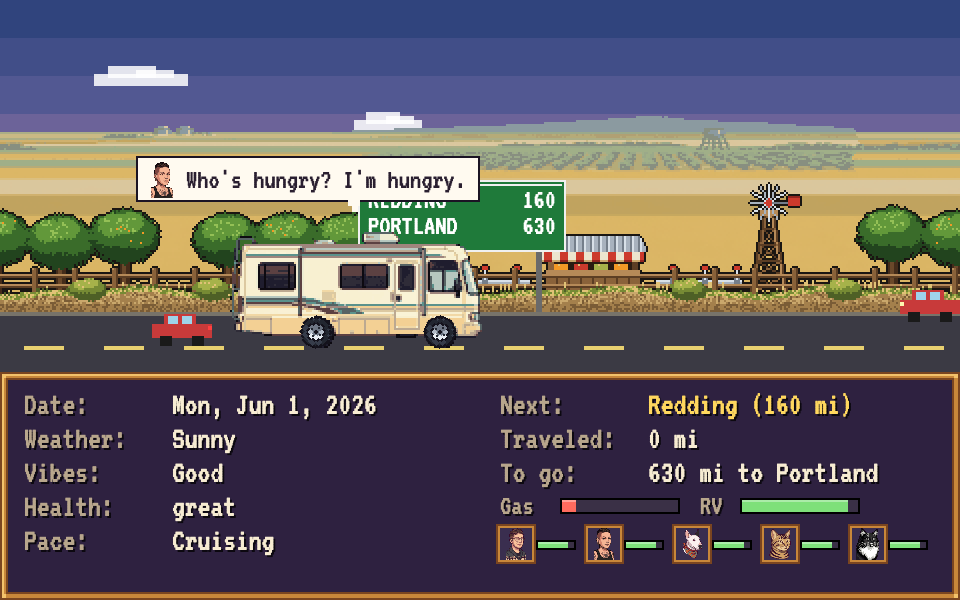 Who's hungry? I'm hungry.
REDDING 160
PORTLAND 630
Date: Mon, Jun 1, 2026
Weather: Sunny
Vibes: Good
Health: great
Pace: Cruising
Next: Redding (160 mi)
Traveled: 0 mi
To go: 630 mi to Portland
Gas RV